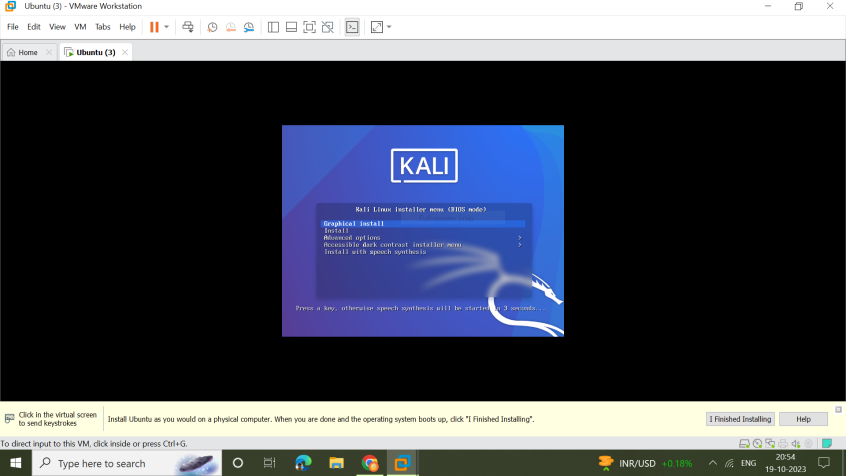 Ubuntu (3) - VMware Workstation
File Edit View VM Tabs Help
Home
Ubuntu (3)
KALI
Kali Linux installer menu (BIOS mode)
Graphical install
Install
Advanced options >
Accessible dark contrast installer menu >
Install with speech synthesis
Press a key, otherwise speech synthesis will be started in 3 seconds...
Click in the virtual screen
to send keystrokes
Install Ubuntu as you would on a physical computer. When you are done and the operating system boots up, click "I Finished Installing".
I Finished Installing
Help
To direct input to this VM, click inside or press Ctrl+G.
Type here to search
INR/USD +0.18%
ENG
20:54
19-10-2023